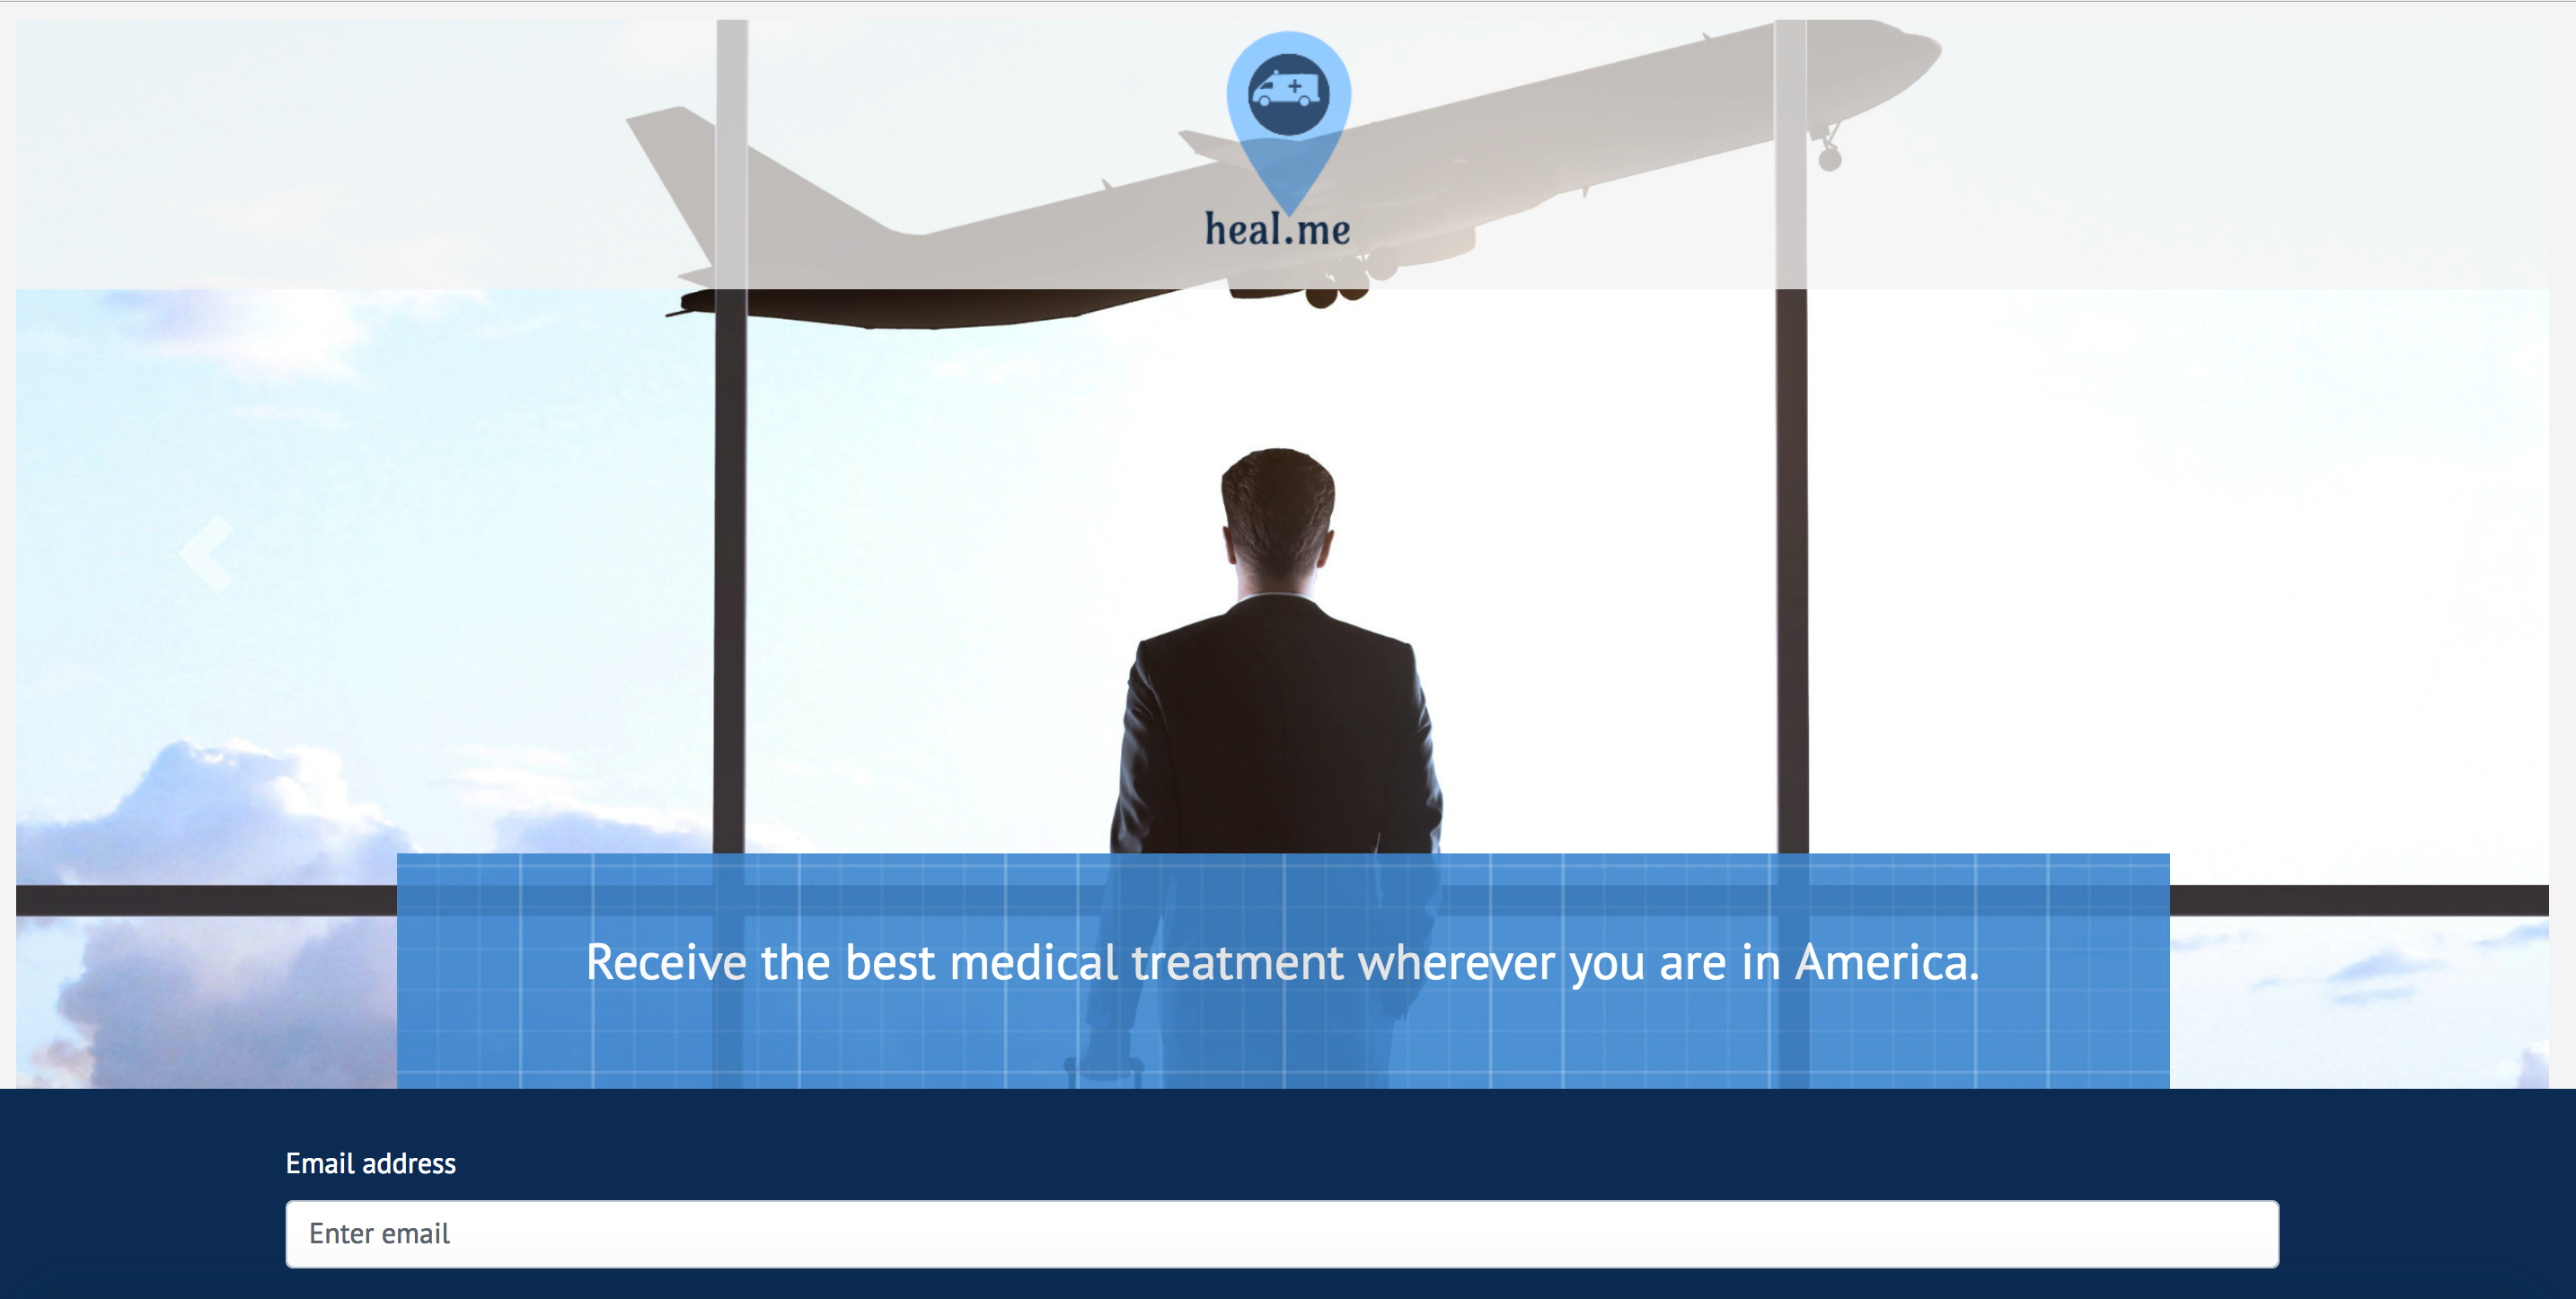 heal.me
Receive the best medical treatment wherever you are in America.
Email address
Enter email